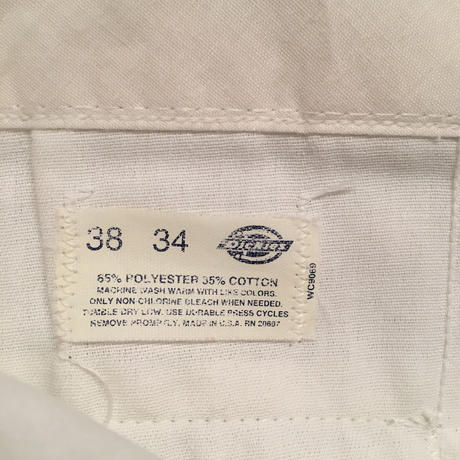 38 34
DICKIES
65% POLYESTER 35% COTTON
MACHINE WASH WARM WITH LIKE COLORS.
ONLY NON-CHLORINE BLEACH WHEN NEEDED.
TUMBLE DRY LOW. USE DURABLE PRESS CYCLES
REMOVE PROMPTLY. MADE IN U.S.A. RN 20697
WC9069